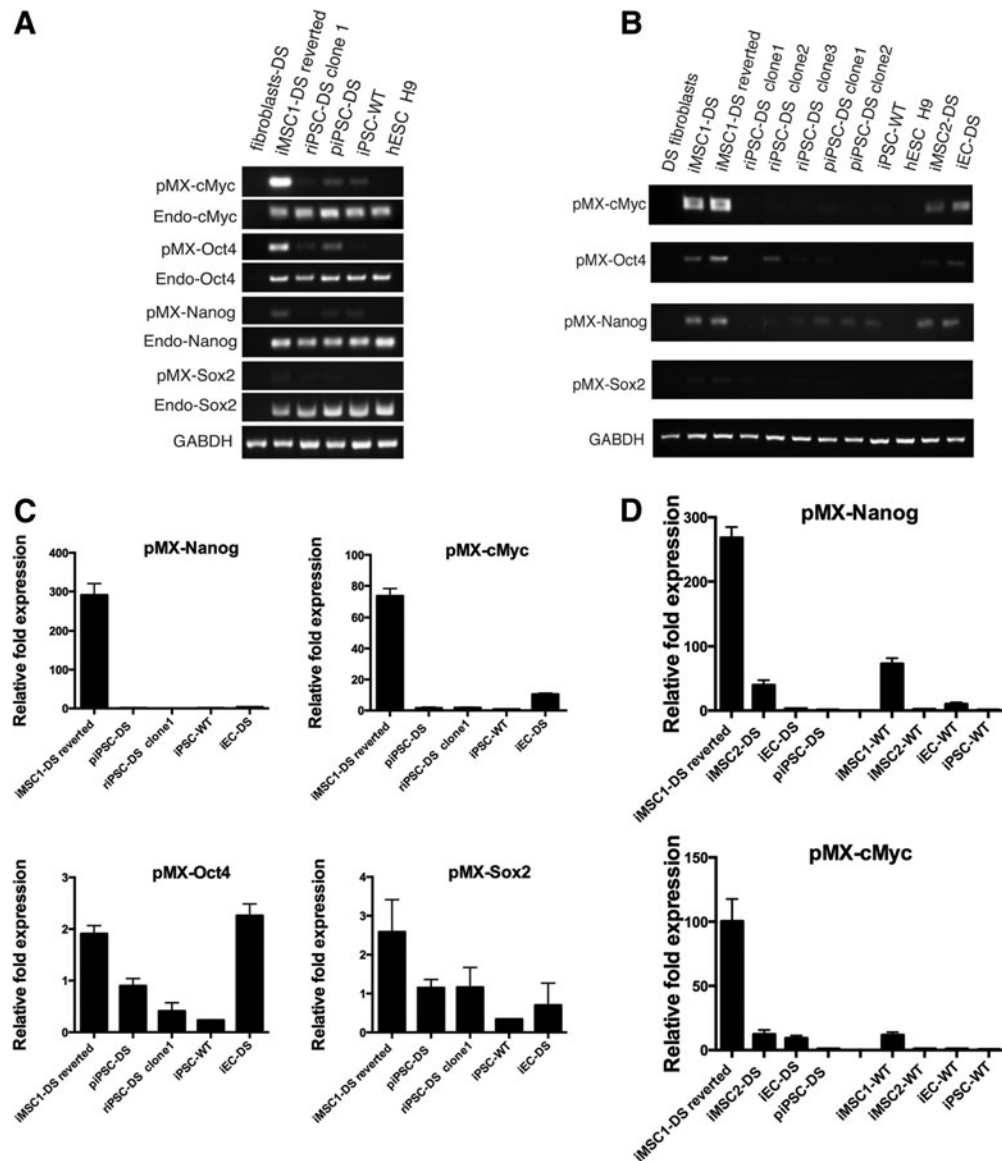 A
fibroblasts-DS
iMSC1-DS reverted
riPSC-DS clone 1
piPSC-DS
iPSC-WT
hESC H9
pMX-cMyc
Endo-cMyc
pMX-Oct4
Endo-Oct4
pMX-Nanog
Endo-Nanog
pMX-Sox2
Endo-Sox2
GABDH
B
DS fibroblasts
iMSC1-DS
iMSC1-DS reverted
riPSC-DS clone1
riPSC-DS clone2
riPSC-DS clone3
piPSC-DS clone1
piPSC-DS clone2
iPSC-WT
hESC H9
iMSC2-DS
iEC-DS
pMX-cMyc
pMX-Oct4
pMX-Nanog
pMX-Sox2
GABDH
C
pMX-Nanog
Relative fold expression
400
300
200
100
0
iMSC1-DS reverted
piPSC-DS
riPSC-DS clone1
iPSC-WT
iEC-DS
pMX-cMyc
Relative fold expression
100
80
60
40
20
0
iMSC1-DS reverted
piPSC-DS
riPSC-DS clone1
iPSC-WT
iEC-DS
pMX-Oct4
Relative fold expression
3
2
1
0
iMSC1-DS reverted
piPSC-DS
riPSC-DS clone1
iPSC-WT
iEC-DS
pMX-Sox2
Relative fold expression
4
3
2
1
0
iMSC1-DS reverted
piPSC-DS
riPSC-DS clone1
iPSC-WT
iEC-DS
D
pMX-Nanog
Relative fold expression
300
200
100
0
iMSC1-DS reverted
iMSC2-DS
iEC-DS
piPSC-DS
iMSC1-WT
iMSC2-WT
iEC-WT
iPSC-WT
pMX-cMyc
Relative fold expression
150
100
50
0
iMSC1-DS reverted
iMSC2-DS
iEC-DS
piPSC-DS
iMSC1-WT
iMSC2-WT
iEC-WT
iPSC-WT